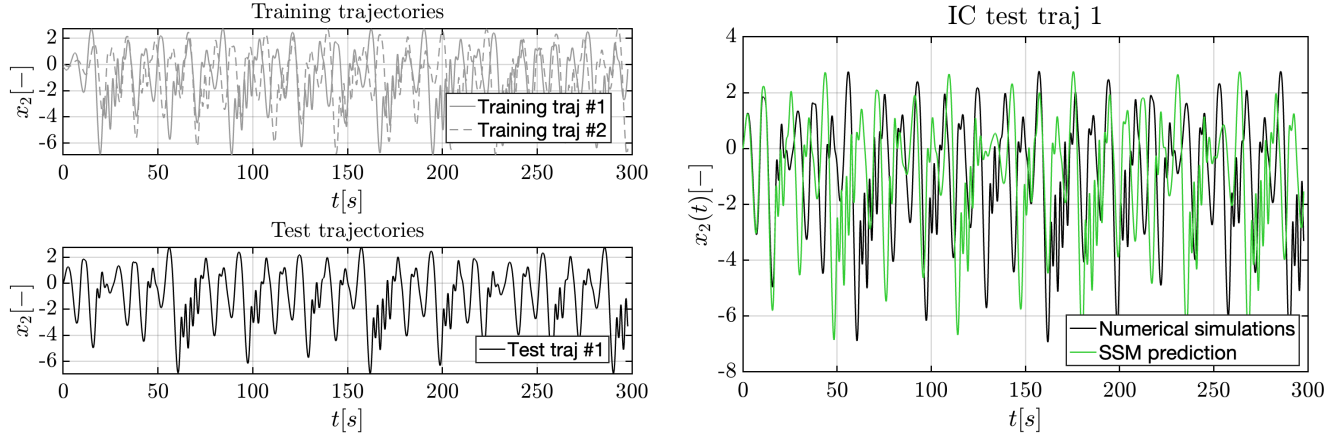 Training trajectories
x₂[−]
2
0
-2
-4
-6
Training traj #1
Training traj #2
0 50 100 150 200 250 300
t[s]
Test trajectories
x₂[−]
2
0
-2
-4
-6
Test traj #1
0 50 100 150 200 250 300
t[s]
IC test traj 1
x₂(t)[−]
4
2
0
-2
-4
-6
-8
Numerical simulations
SSM prediction
0 50 100 150 200 250 300
t[s]